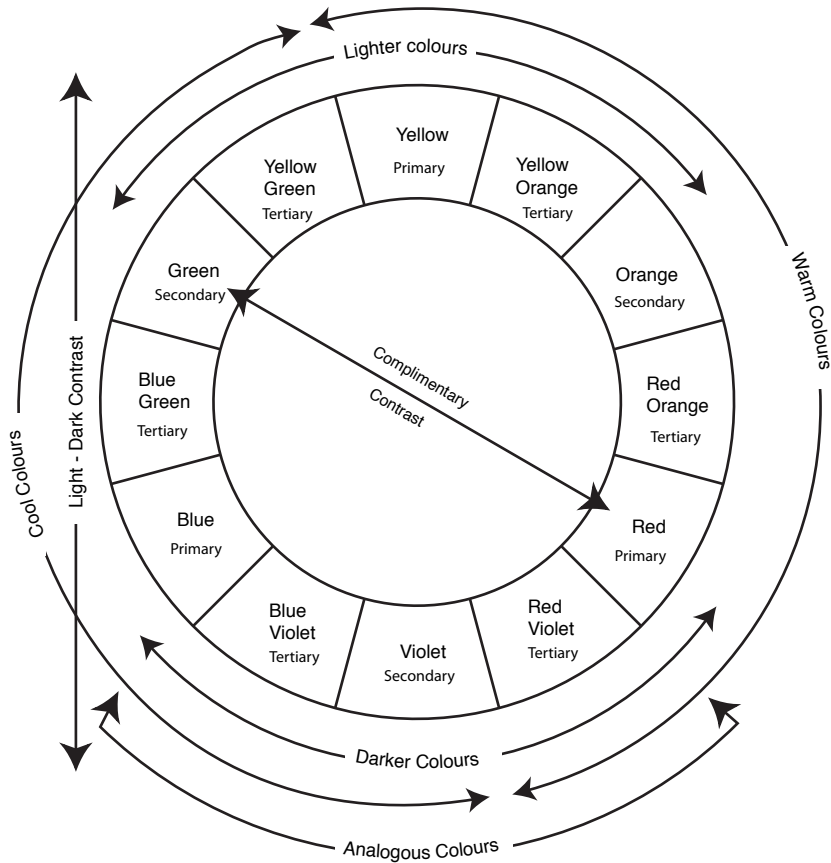 Lighter colours
Yellow
Primary
Yellow
Green
Tertiary
Yellow
Orange
Tertiary
Green
Secondary
Orange
Secondary
Warm Colours
Light - Dark Contrast
Complimentary
Contrast
Blue
Green
Tertiary
Red
Orange
Tertiary
Cool Colours
Blue
Primary
Red
Primary
Blue
Violet
Tertiary
Violet
Secondary
Red
Violet
Tertiary
Darker Colours
Analogous Colours